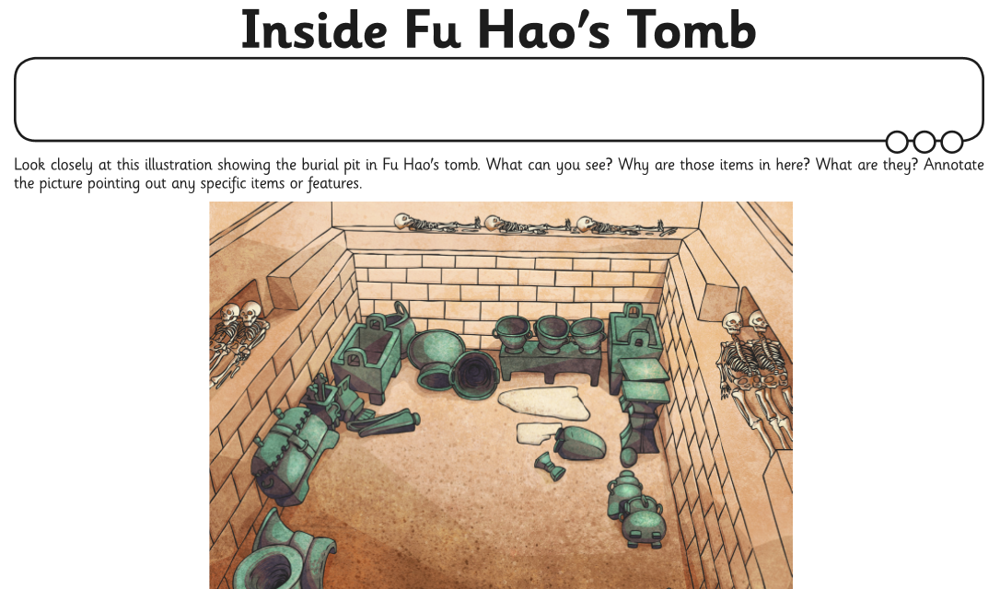 Inside Fu Hao's Tomb
Look closely at this illustration showing the burial pit in Fu Hao's tomb. What can you see? Why are those items in here? What are they? Annotate
the picture pointing out any specific items or features.